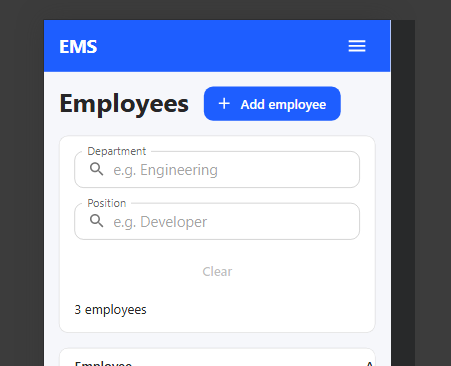 EMS
Employees
Add employee
Department
e.g. Engineering
Position
e.g. Developer
Clear
3 employees
Employee